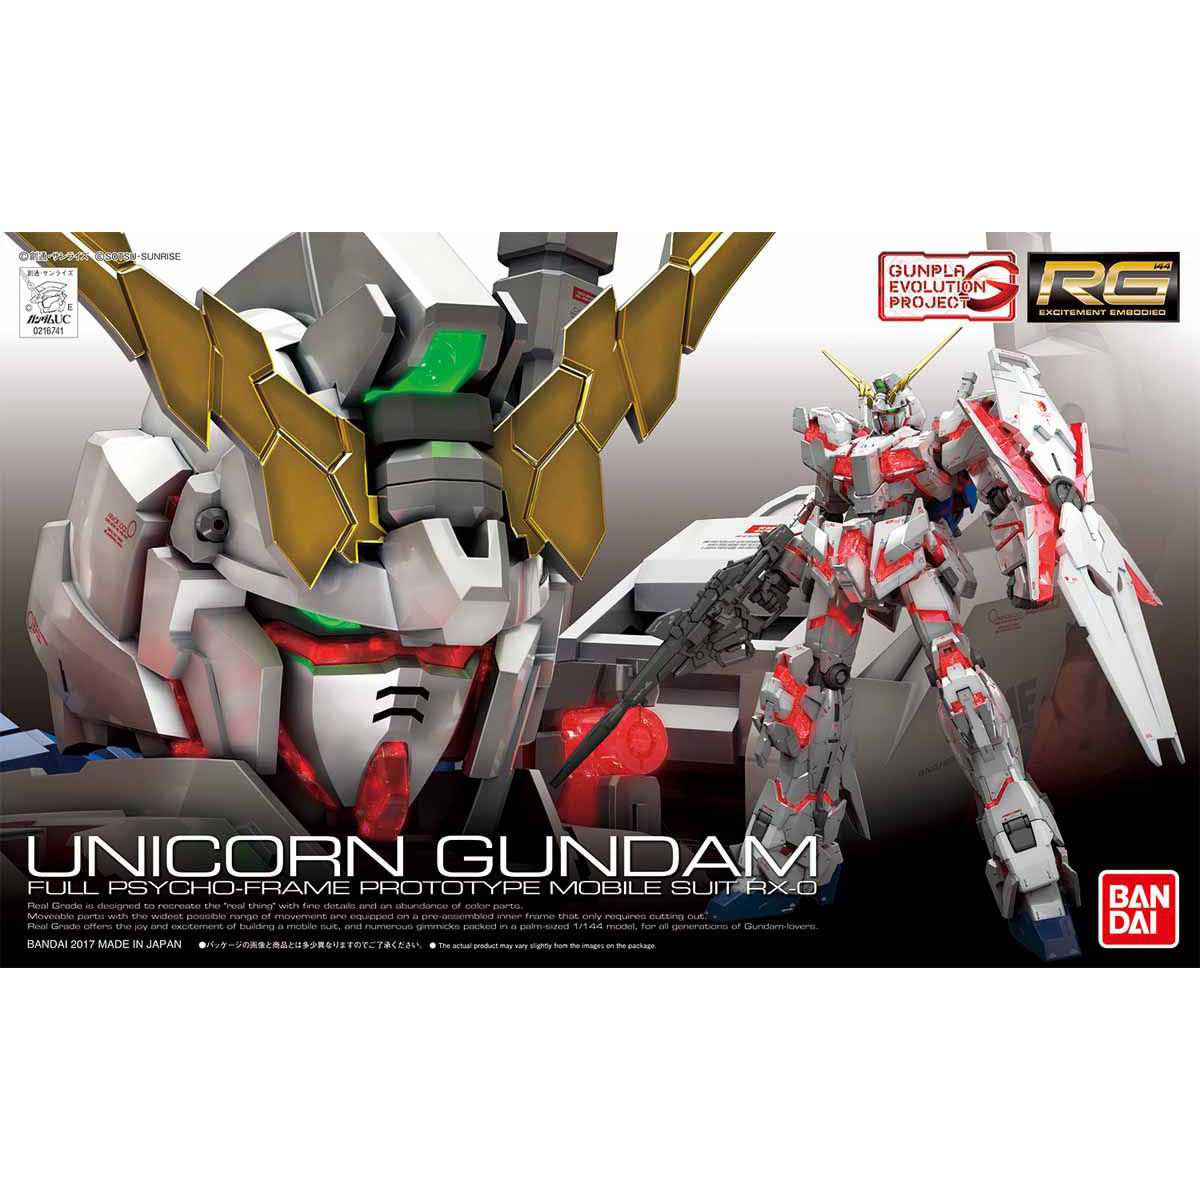 ©創通・サンライズ ©SOTSU・SUNRISE
創通・サンライズ
© E
ガンダムUC
0216741
GUNPLA
EVOLUTION
PROJECT
RG 144
EXCITEMENT EMBODIED
UNICORN GUNDAM
FULL PSYCHO-FRAME PROTOTYPE MOBILE SUIT RX-0
Real Grade is designed to recreate the "real thing" with fine details and an abundance of color parts.
Moveable parts with the widest possible range of movement are equipped on a pre-assembled inner frame that only requires cutting out.
Real Grade offers the joy and excitement of building a mobile suit, and numerous gimmicks packed in a palm-sized 1/144 model, for all generations of Gundam-lovers.
BANDAI 2017 MADE IN JAPAN ●パッケージの画像と商品とは多少異なりますのでご了承ください。 ● The actual product may vary slightly from the images on the package.
BAN
DAI